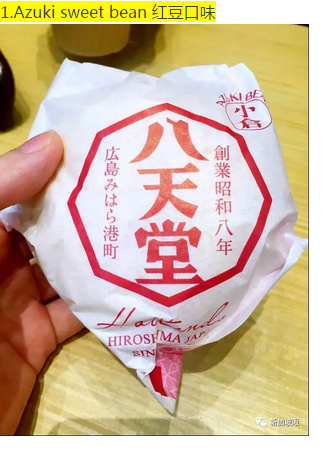 1.Azuki sweet bean 红豆口味
小倉
八天堂
創業昭和八年
広島みはら港町
Hattendo
HIROSHIMA JAPAN
新加坡眼